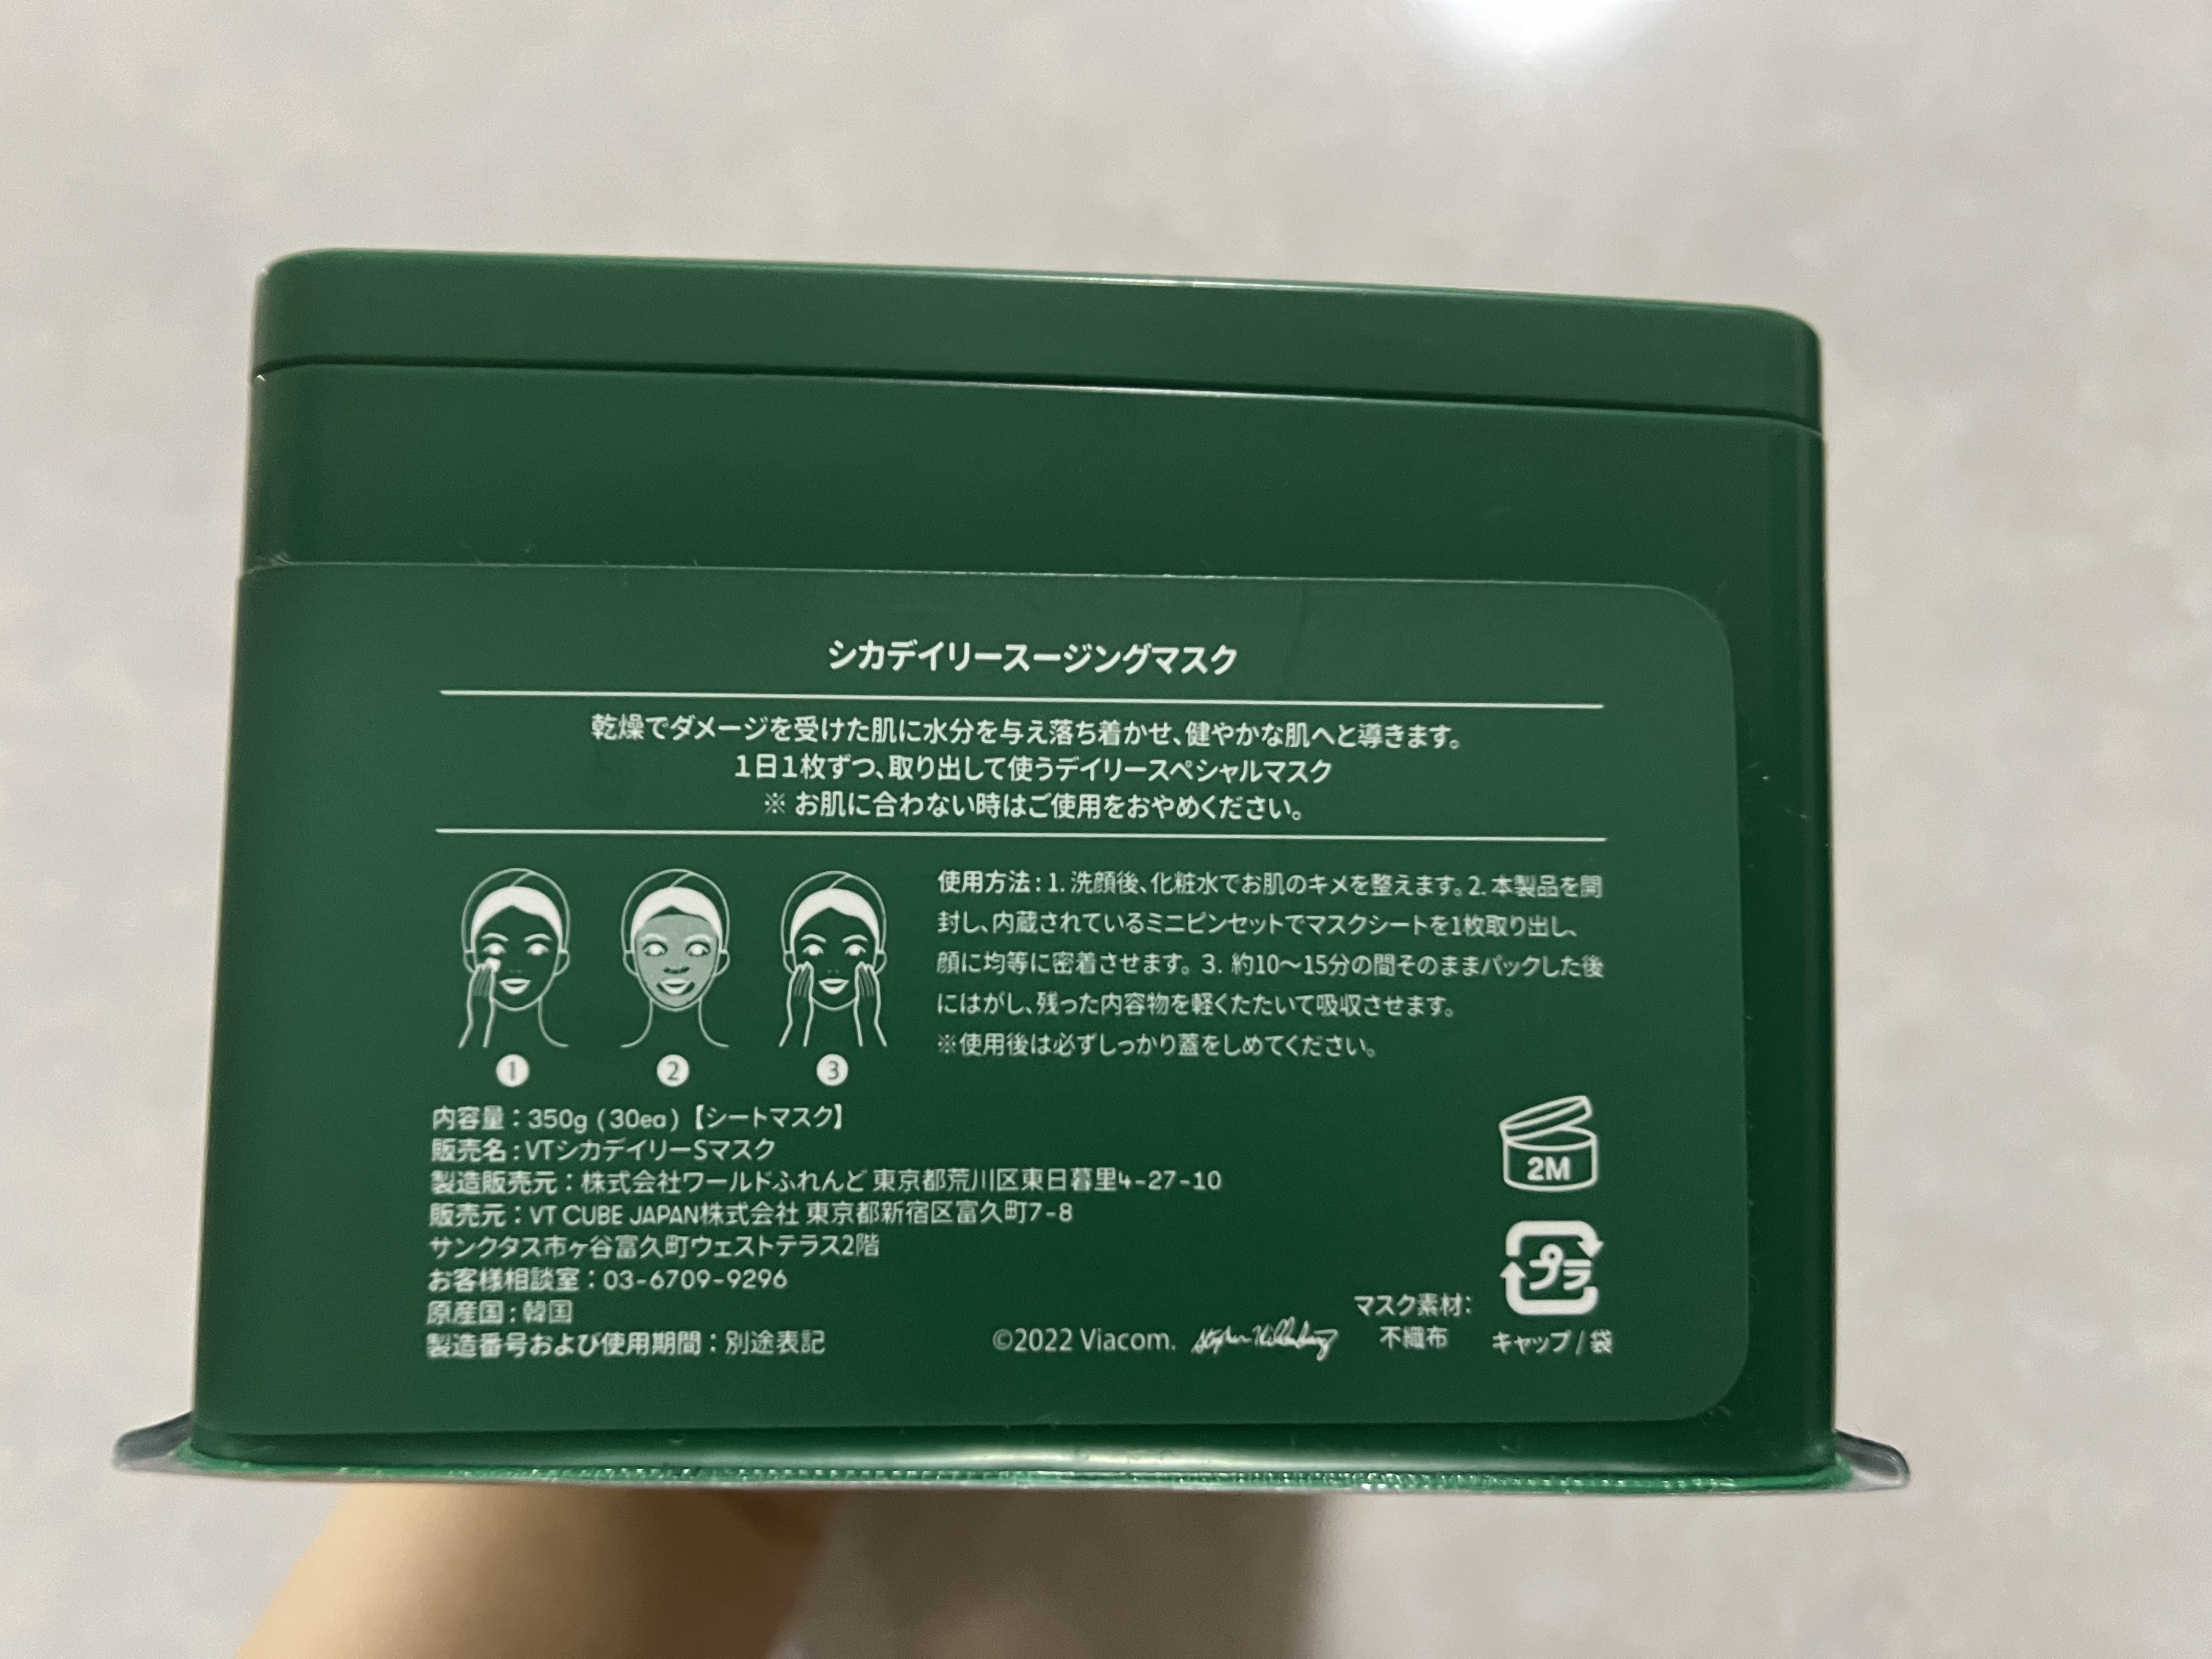 シカデイリースージングマスク
乾燥でダメージを受けた肌に水分を与え落ち着かせ、健やかな肌へと導きます。
1日1枚ずつ、取り出して使うデイリースペシャルマスク
※ お肌に合わない時はご使用をおやめください。
使用方法 : 1. 洗顔後、化粧水でお肌のキメを整えます。2. 本製品を開
封し、内蔵されているミニピンセットでマスクシートを1枚取り出し、
顔に均等に密着させます。3. 約10〜15分の間そのままパックした後
にはがし、残った内容物を軽くたたいて吸収させます。
※使用後は必ずしっかり蓋をしめてください。
1 2 3
内容量 : 350g (30ea)【シートマスク】
販売名 : VTシカデイリーSマスク
製造販売元 : 株式会社ワールドふれんど 東京都荒川区東日暮里4-27-10
販売元 : VT CUBE JAPAN株式会社 東京都新宿区富久町7-8
サンクタス市ヶ谷富久町ウェストテラス2階
お客様相談室 : 03-6709-9296
原産国 : 韓国
製造番号および使用期間 : 別途表記
©2022 Viacom. Stephen Hillenburg
マスク素材:
不織布
2M
プラ
キャップ / 袋